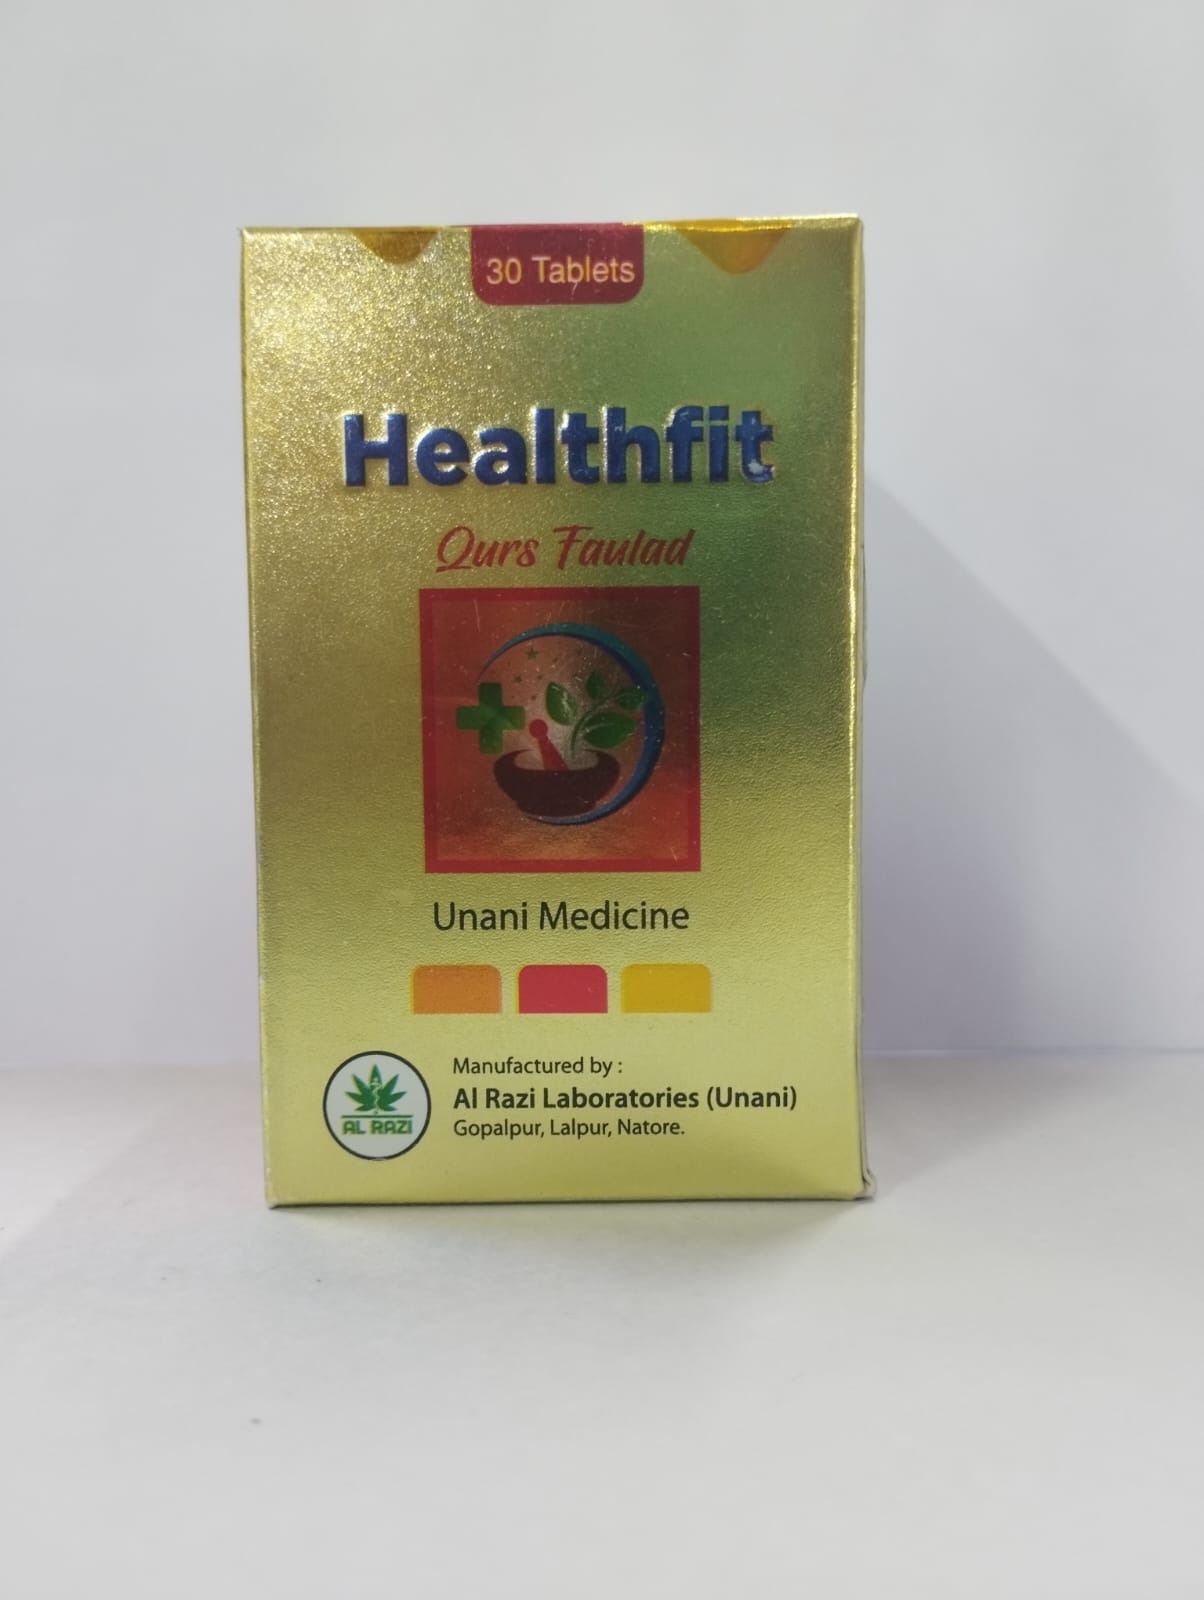 30 Tablets
Healthfit
Qurs Faulad
Unani Medicine
AL RAZI
Manufactured by :
Al Razi Laboratories (Unani)
Gopalpur, Lalpur, Natore.